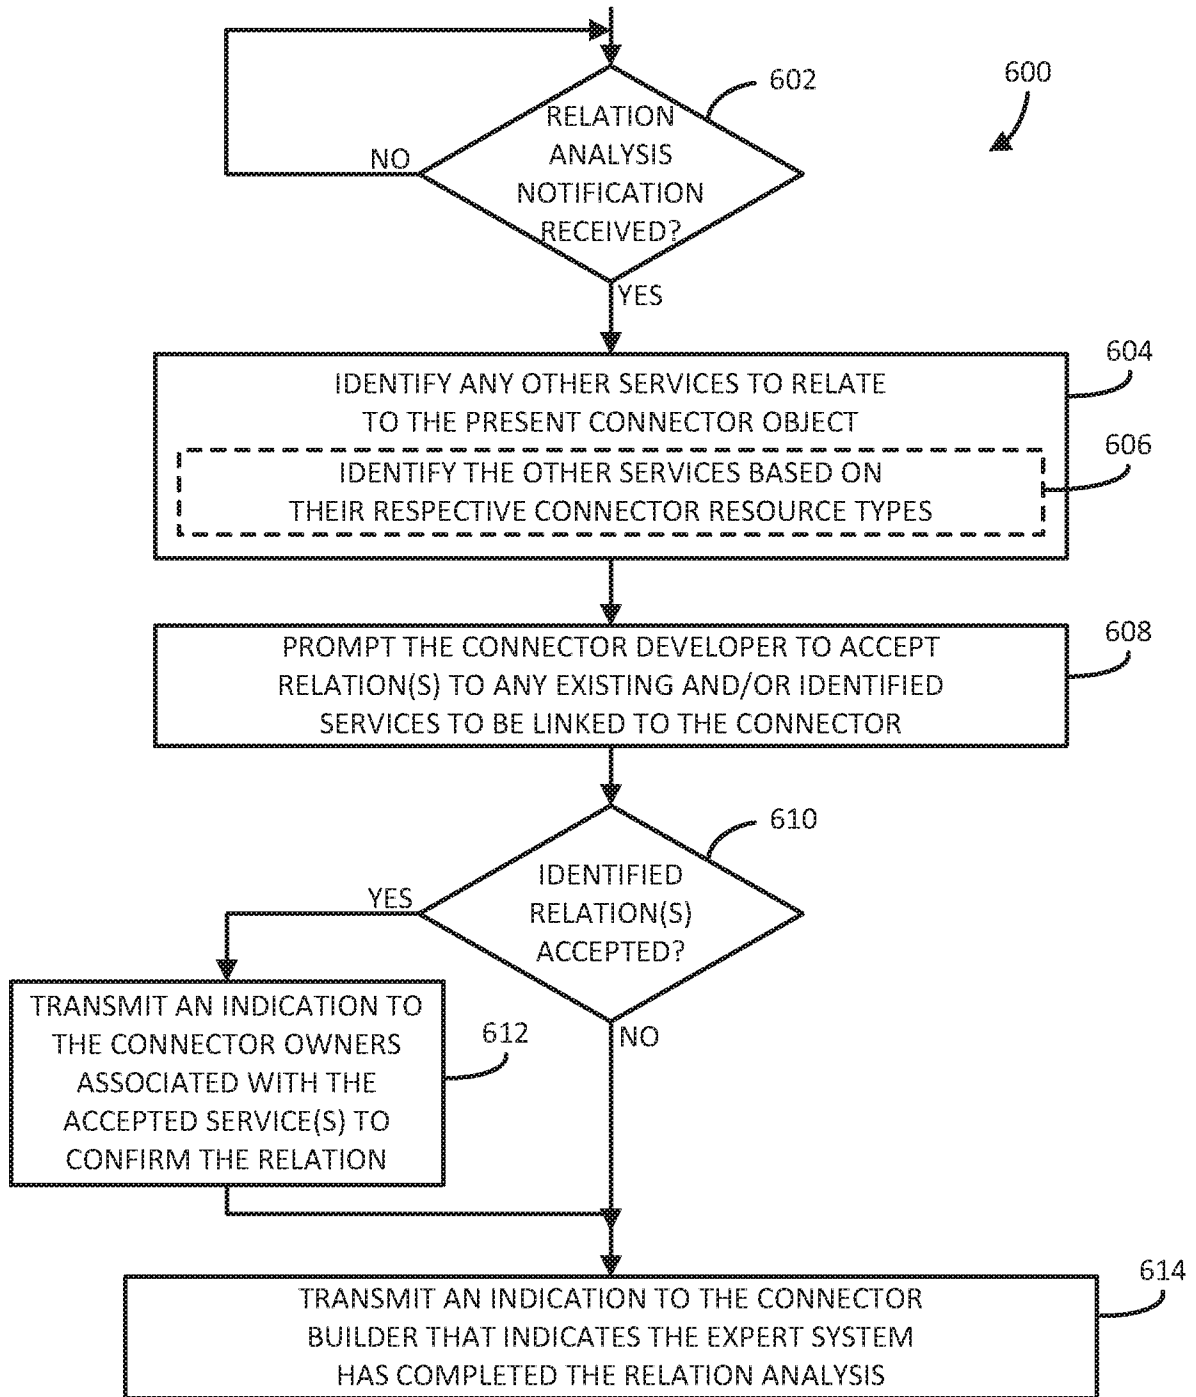 602
600
RELATION
ANALYSIS
NOTIFICATION
RECEIVED?
NO
YES
604
IDENTIFY ANY OTHER SERVICES TO RELATE
TO THE PRESENT CONNECTOR OBJECT
606
IDENTIFY THE OTHER SERVICES BASED ON
THEIR RESPECTIVE CONNECTOR RESOURCE TYPES
608
PROMPT THE CONNECTOR DEVELOPER TO ACCEPT
RELATION(S) TO ANY EXISTING AND/OR IDENTIFIED
SERVICES TO BE LINKED TO THE CONNECTOR
610
IDENTIFIED
RELATION(S)
ACCEPTED?
YES
NO
TRANSMIT AN INDICATION TO
THE CONNECTOR OWNERS
ASSOCIATED WITH THE
ACCEPTED SERVICE(S) TO
CONFIRM THE RELATION
612
614
TRANSMIT AN INDICATION TO THE CONNECTOR
BUILDER THAT INDICATES THE EXPERT SYSTEM
HAS COMPLETED THE RELATION ANALYSIS